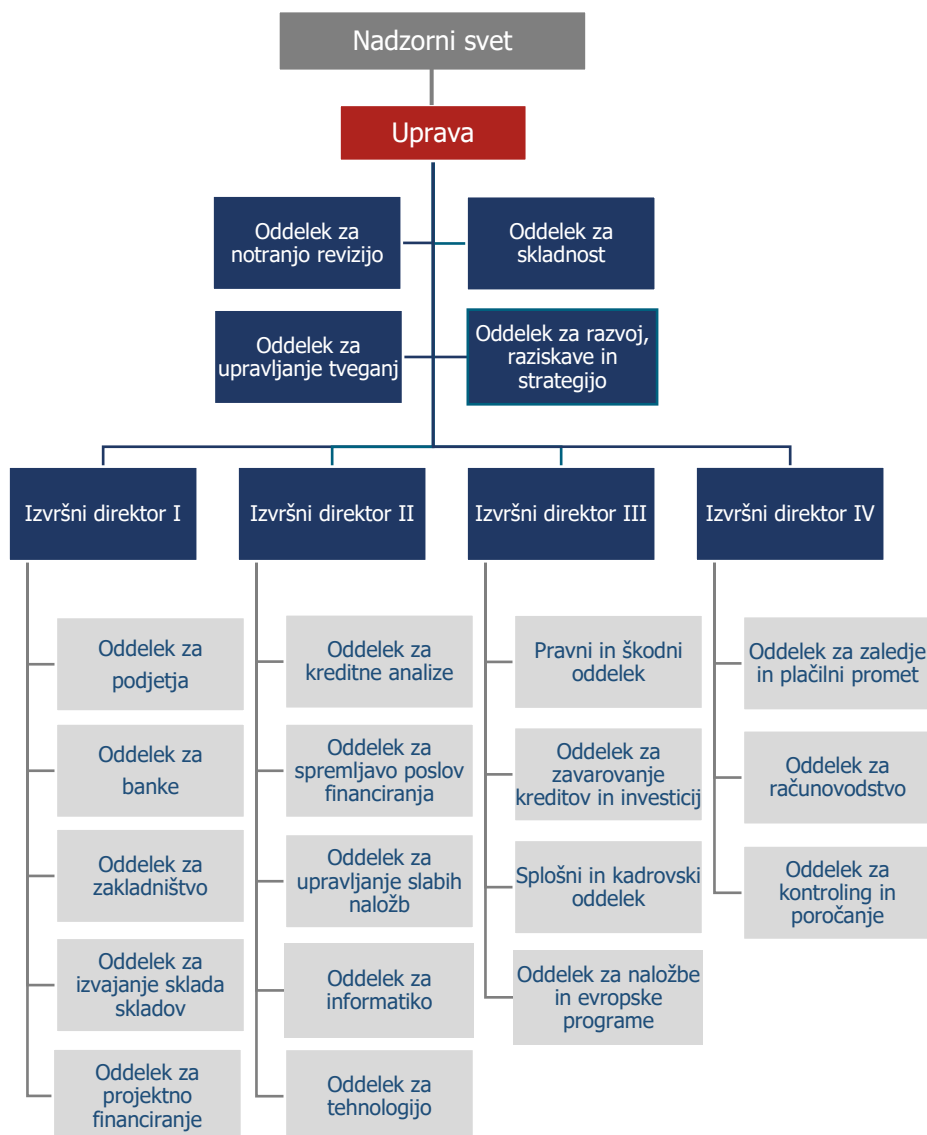 Nadzorni svet
Uprava
Oddelek za
notranjo revizijo
Oddelek za
skladnost
Oddelek za
upravljanje tveganj
Oddelek za razvoj,
raziskave in
strategijo
Izvršni direktor I
Izvršni direktor II
Izvršni direktor III
Izvršni direktor IV
Oddelek za
podjetja
Oddelek za
banke
Oddelek za
zakladništvo
Oddelek za
izvajanje sklada
skladov
Oddelek za
projektno
financiranje
Oddelek za
kreditne analize
Oddelek za
spremljavo poslov
financiranja
Oddelek za
upravljanje slabih
naložb
Oddelek za
informatiko
Oddelek za
tehnologijo
Pravni in škodni
oddelek
Oddelek za
zavarovanje
kreditov in investicij
Splošni in kadrovski
oddelek
Oddelek za naložbe
in evropske
programe
Oddelek za zaledje
in plačilni promet
Oddelek za
računovodstvo
Oddelek za
kontroling in
poročanje